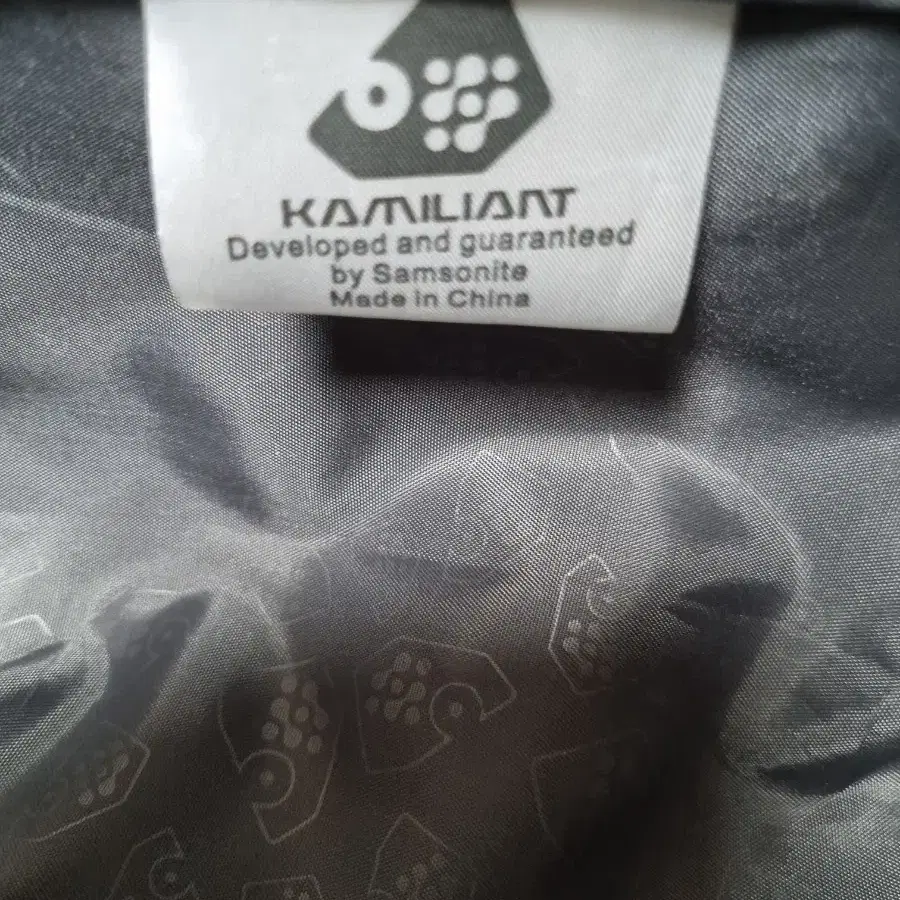 KAMILIANT
Developed and guaranteed
by Samsonite
Made in China